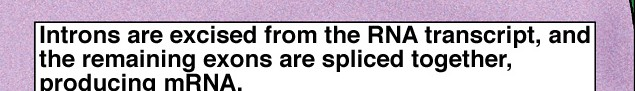 Introns are excised from the RNA transcript, and
the remaining exons are spliced together,
producing mRNA.